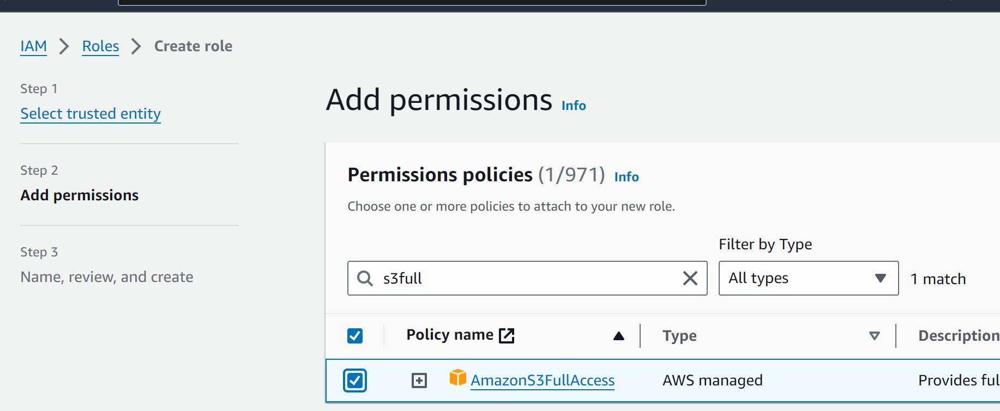 IAM > Roles > Create role
Step 1
Select trusted entity
Step 2
Add permissions
Step 3
Name, review, and create
Add permissions Info
Permissions policies (1/971) Info
Choose one or more policies to attach to your new role.
Filter by Type
s3full All types 1 match
Policy name Type Description
AmazonS3FullAccess AWS managed Provides ful